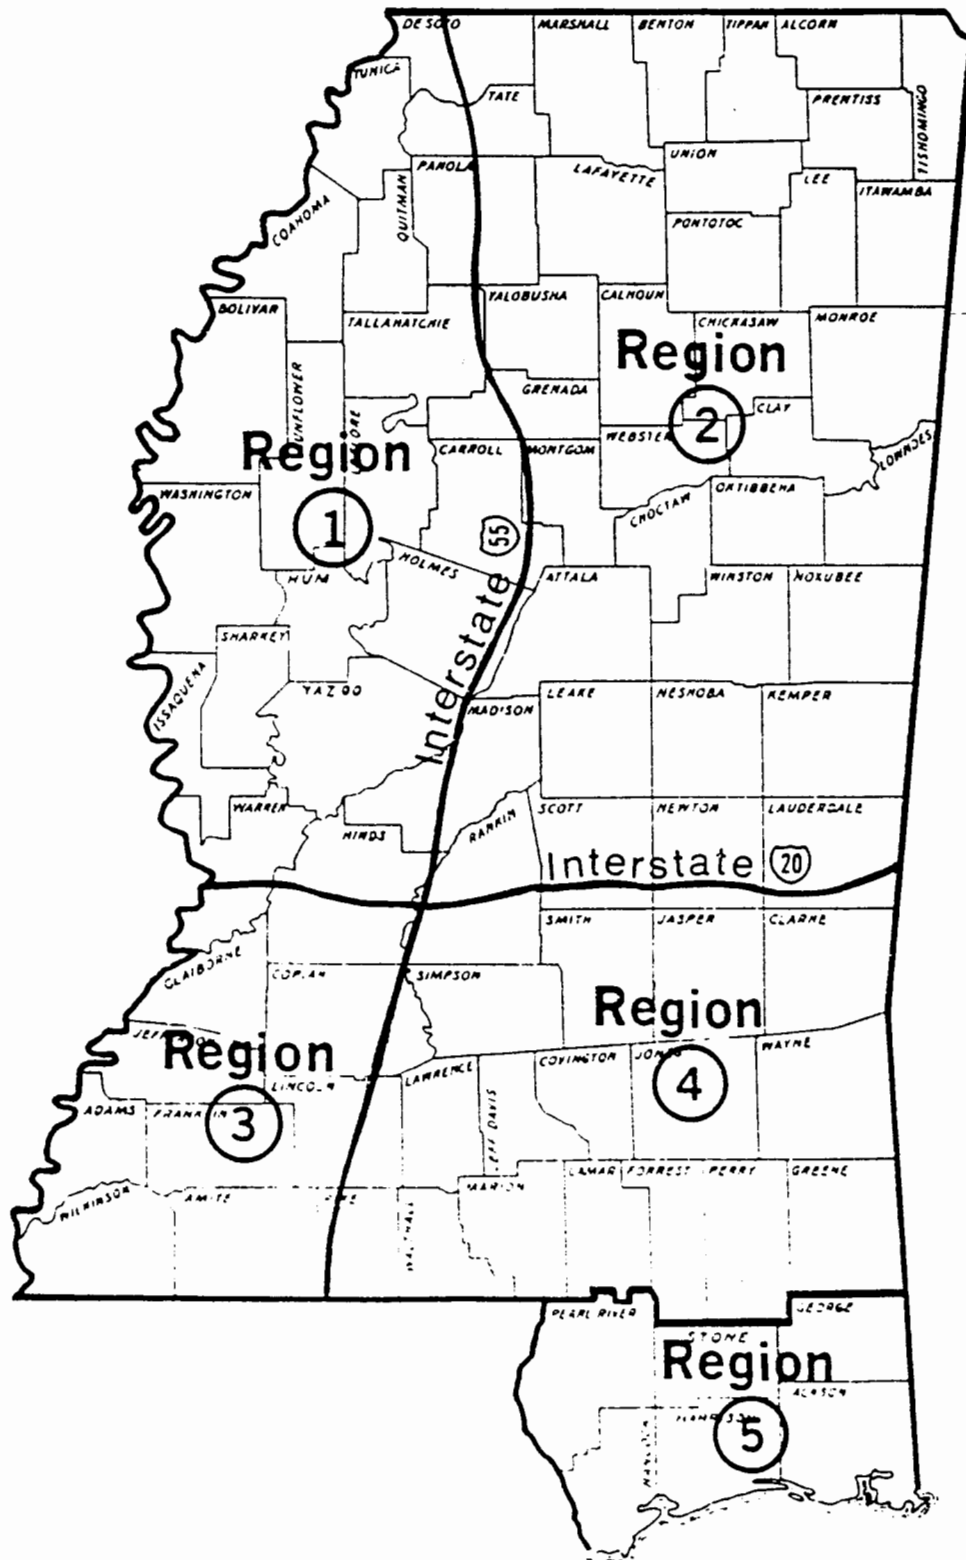 DE SOTO
MARSHALL
BENTON
TIPPAH
ALCORN
TUNICA
TATE
PRENTISS
TISHOMINGO
PANOLA
LAFAYETTE
UNION
LEE
ITAWAMBA
COAHOMA
QUITMAN
PONTOTOC
BOLIVAR
TALLAHATCHIE
YALOBUSHA
CALHOUN
CHICKASAW
MONROE
Region
2
GRENADA
CLAY
WEBSTER
LOWNDES
Region
1
CARROLL
MONTGOM
WASHINGTON
CHOCTAW
OKTIBBEHA
HOLMES
HUM
ATTALA
WINSTON
NOXUBEE
Interstate 55
SHARKEY
ISSAQUENA
YAZOO
MADISON
LEAKE
NESHOBA
KEMPER
WARREN
HINDS
RANKIN
SCOTT
NEWTON
LAUDERDALE
Interstate 20
SMITH
JASPER
CLARKE
CLAIBORNE
COPIAH
SIMPSON
Region
3
Region
4
LINCOLN
LAWRENCE
JEFF DAVIS
COVINGTON
WAYNE
ADAMS
FRANKLIN
WILKINSON
AMITE
WALTHALL
MARION
LAMAR
FORREST
PERRY
GREENE
PEARL RIVER
STONE
GEORGE
Region
5